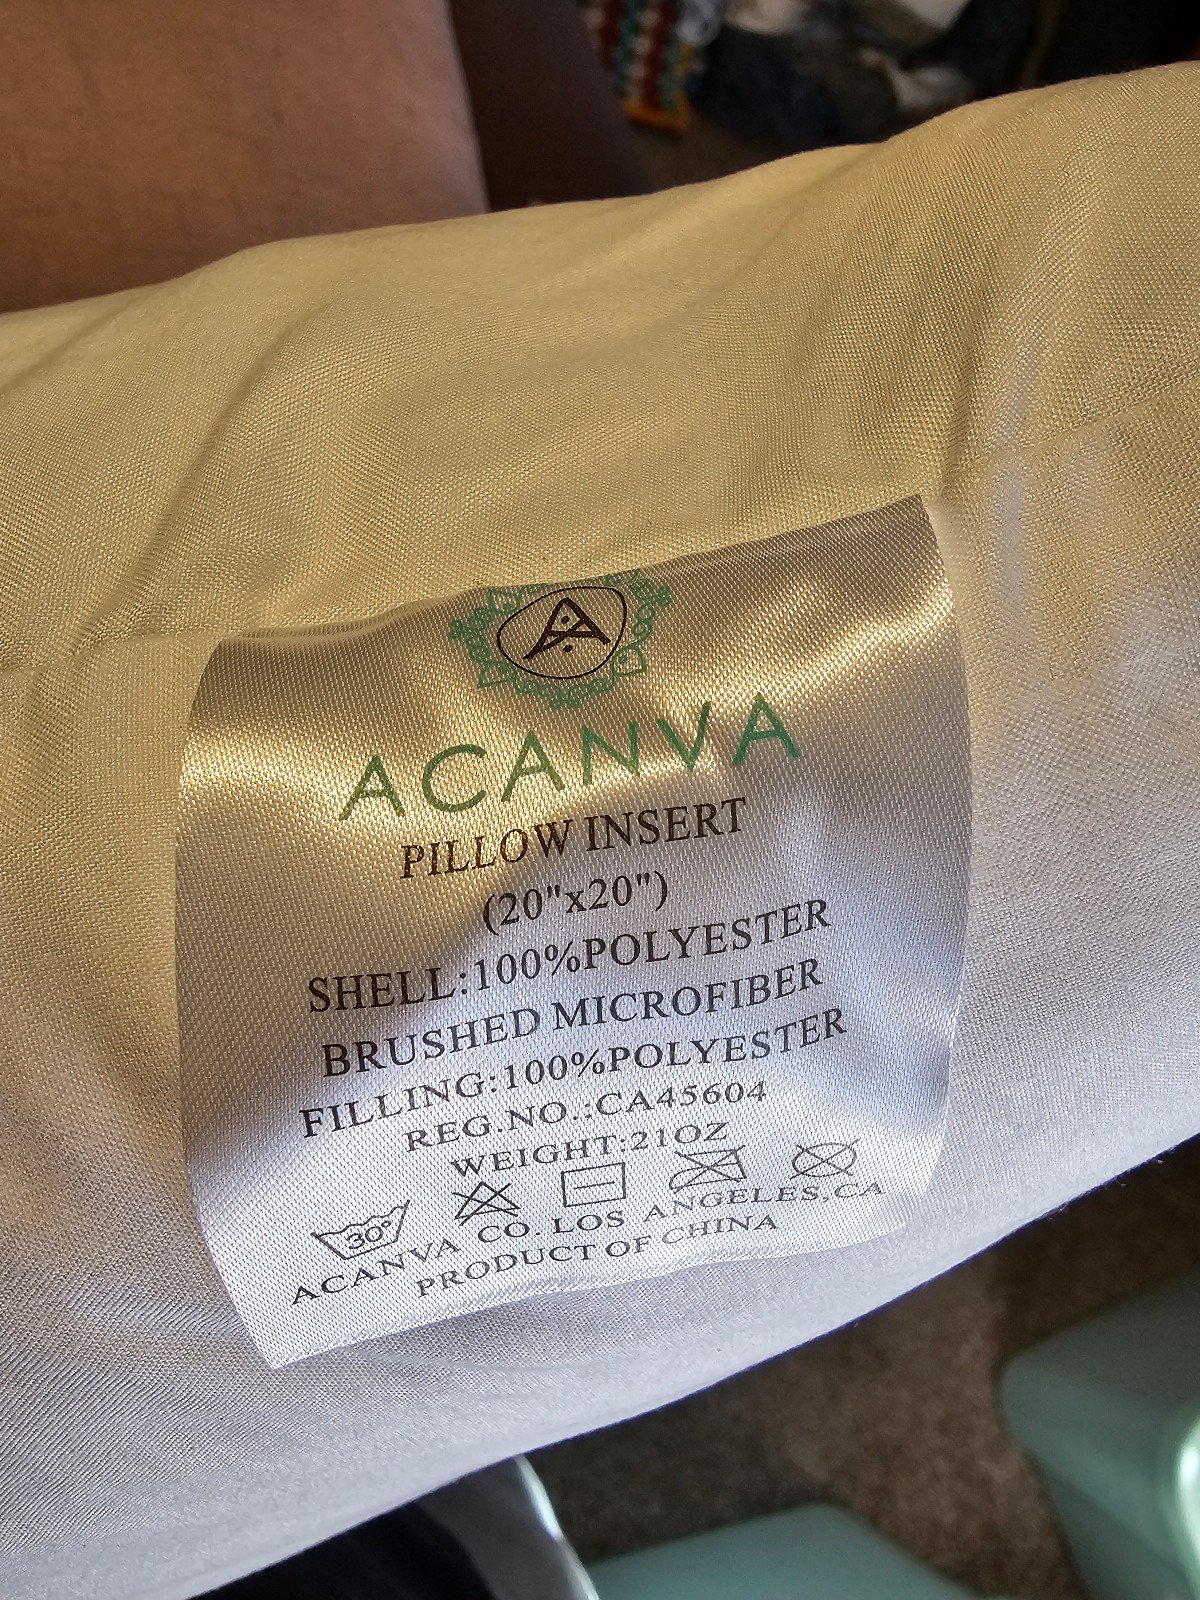 A
ACANVA
PILLOW INSERT
(20"x20")
SHELL:100%POLYESTER
BRUSHED MICROFIBER
FILLING:100%POLYESTER
REG.NO.:CA45604
WEIGHT:21OZ
30°
ACANVA CO. LOS ANGELES.CA
PRODUCT OF CHINA